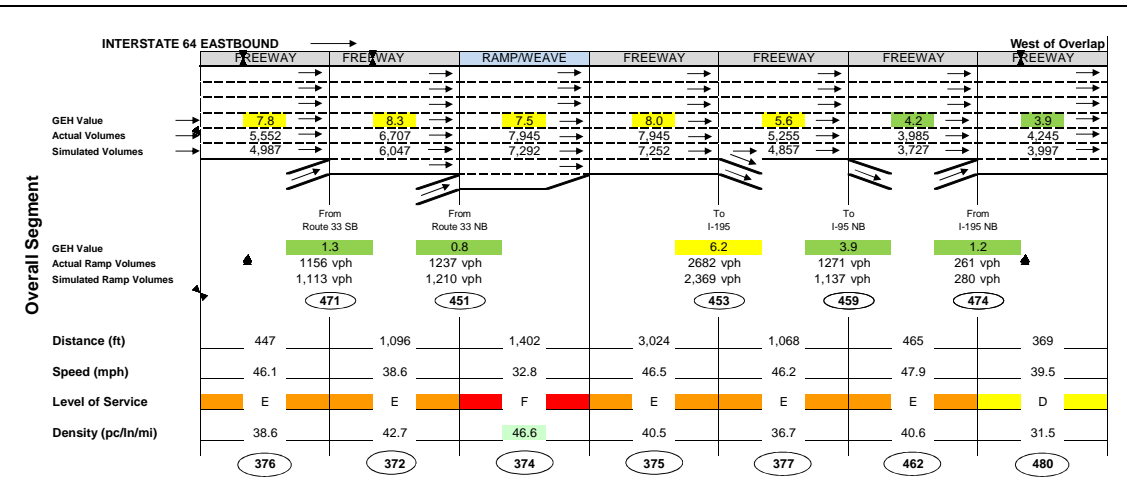 INTERSTATE 64 EASTBOUND West of Overlap
FREEWAY FREEWAY RAMP/WEAVE FREEWAY FREEWAY FREEWAY FREEWAY
GEH Value 7.8 8.3 7.5 8.0 5.6 4.2 3.9
Actual Volumes 5,552 6,707 7,945 7,945 5,255 3,985 4,245
Simulated Volumes 4,987 6,047 7,292 7,252 4,857 3,727 3,997
Overall Segment
From From To To From
Route 33 SB Route 33 NB I-195 I-95 NB I-195 NB
GEH Value 1.3 0.8 6.2 3.9 1.2
Actual Ramp Volumes 1156 vph 1237 vph 2682 vph 1271 vph 261 vph
Simulated Ramp Volumes 1,113 vph 1,210 vph 2,369 vph 1,137 vph 280 vph
471 451 453 459 474
Distance (ft) 447 1,096 1,402 3,024 1,068 465 369
Speed (mph) 46.1 38.6 32.8 46.5 46.2 47.9 39.5
Level of Service E E F E E E D
Density (pc/ln/mi) 38.6 42.7 46.6 40.5 36.7 40.6 31.5
376 372 374 375 377 462 480